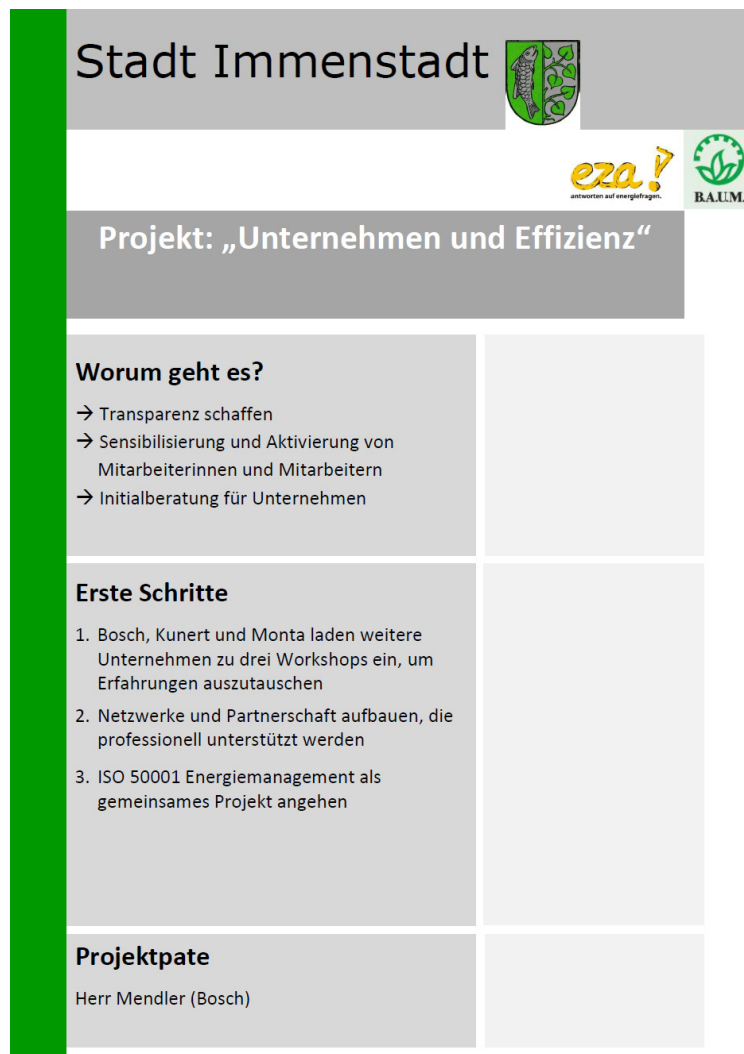 Stadt Immenstadt
eza!
antworten auf energiefragen.
B.A.U.M.
Projekt: „Unternehmen und Effizienz“
Worum geht es?
→ Transparenz schaffen
→ Sensibilisierung und Aktivierung von
Mitarbeiterinnen und Mitarbeitern
→ Initialberatung für Unternehmen
Erste Schritte
1. Bosch, Kunert und Monta laden weitere
Unternehmen zu drei Workshops ein, um
Erfahrungen auszutauschen
2. Netzwerke und Partnerschaft aufbauen, die
professionell unterstützt werden
3. ISO 50001 Energiemanagement als
gemeinsames Projekt angehen
Projektpate
Herr Mendler (Bosch)